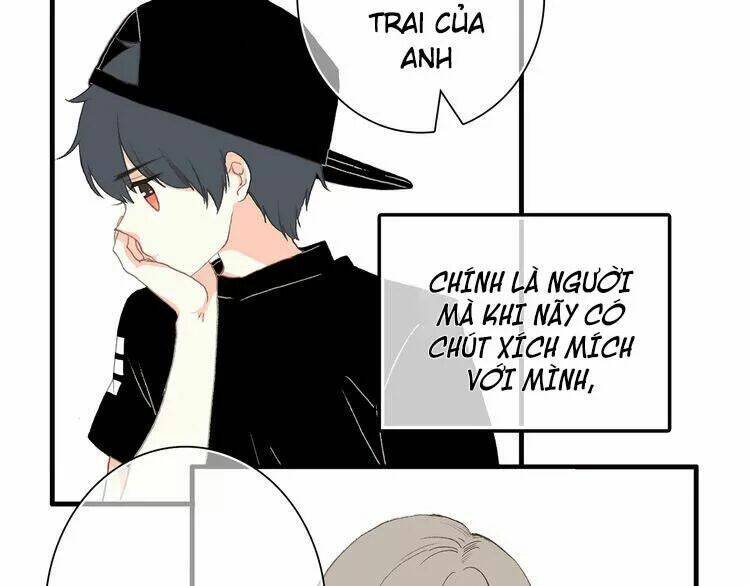 TRAI CỦA
ANH
CHÍNH LÀ NGƯỜI
MÀ KHI NÃY CÓ
CHÚT XÍCH MÍCH
VỚI MÌNH,